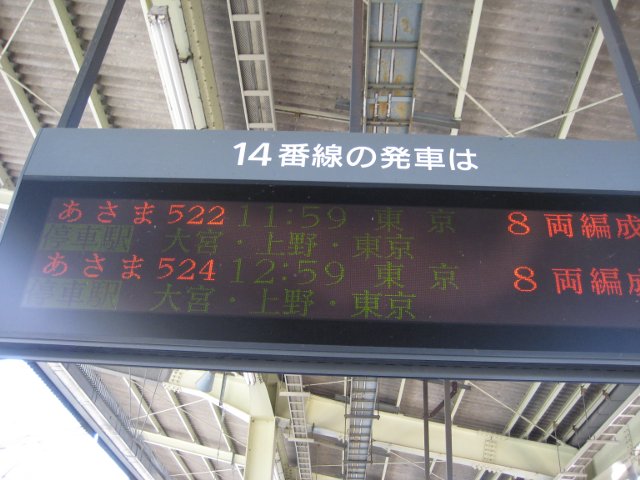 14番線の発車は
あさま522 11:59 東京 8両編成
停車駅 大宮・上野・東京
あさま524 12:59 東京 8両編成
停車駅 大宮・上野・東京